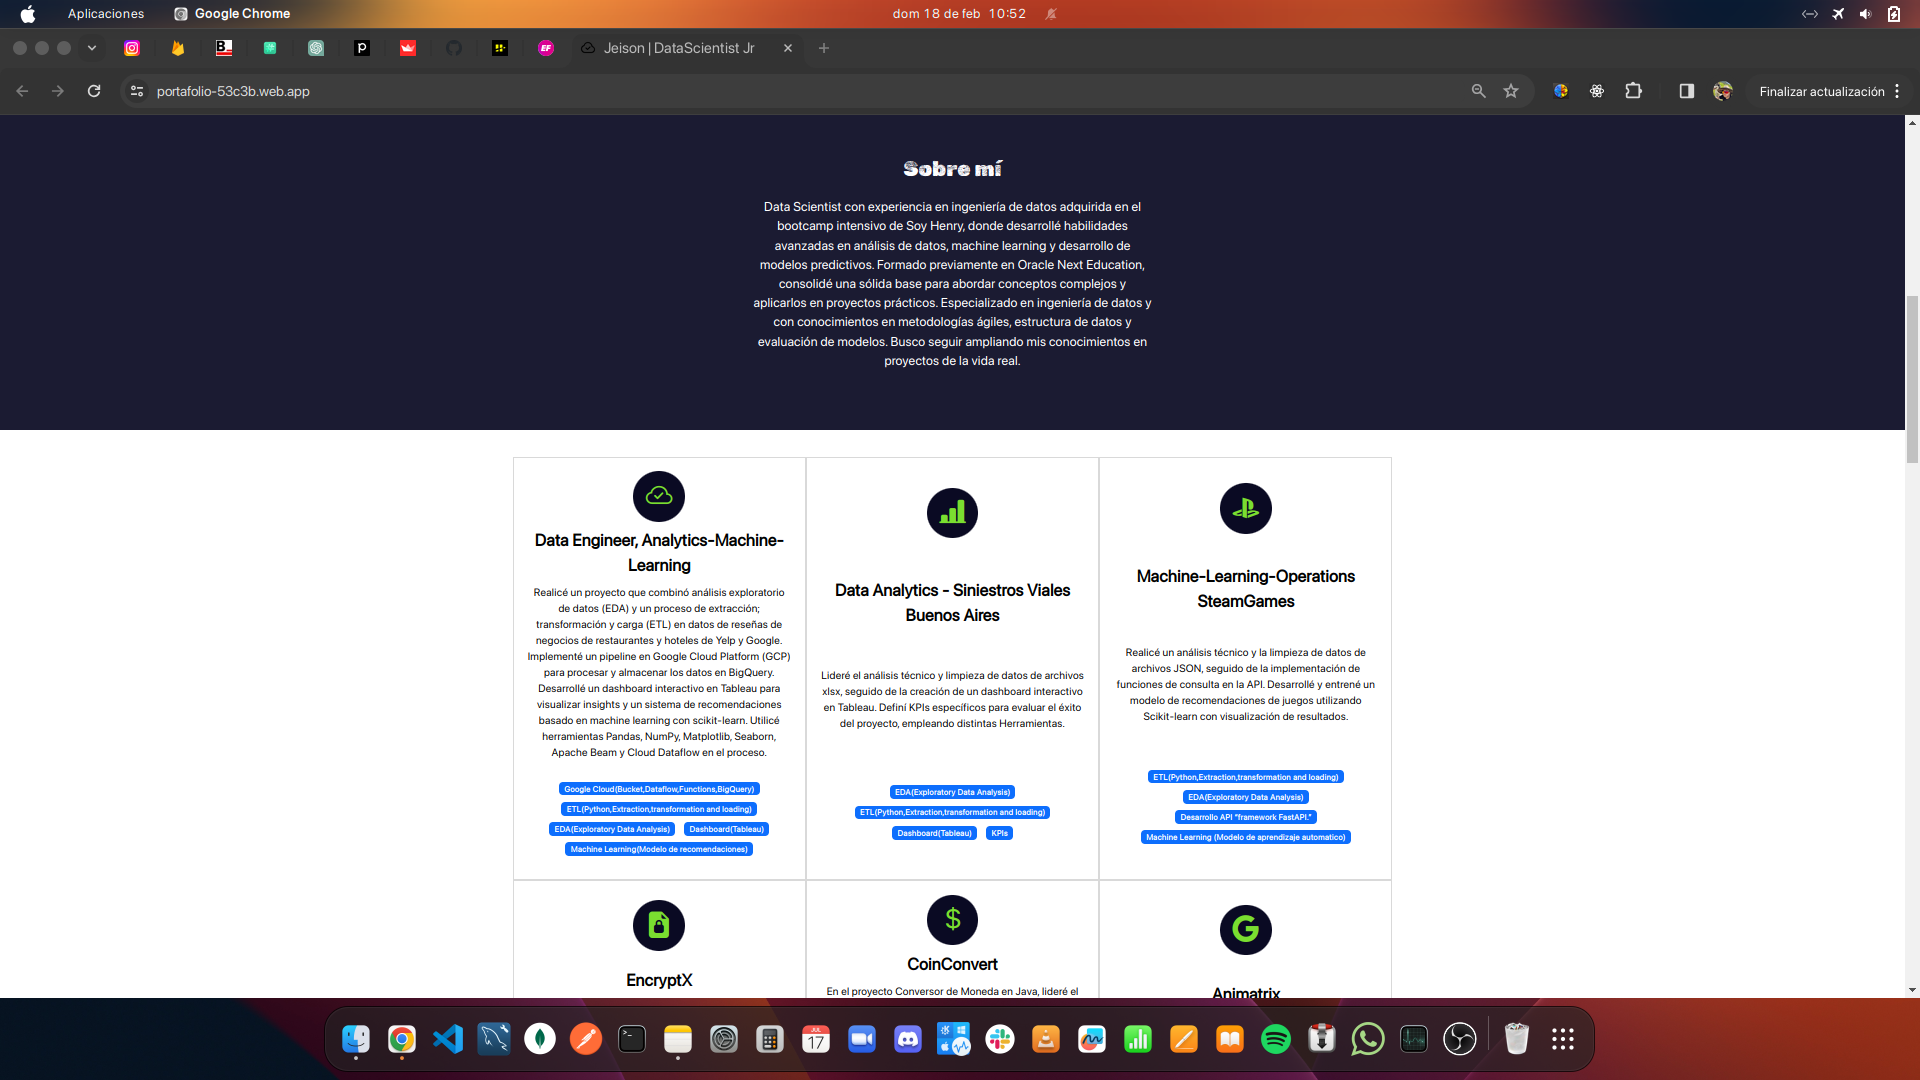 Aplicaciones
Google Chrome
dom 18 de feb 10:52
Jeison | DataScientist Jr
portafolio-53c3b.web.app
Finalizar actualización
Sobre mí
Data Scientist con experiencia en ingeniería de datos adquirida en el
bootcamp intensivo de Soy Henry, donde desarrollé habilidades
avanzadas en análisis de datos, machine learning y desarrollo de
modelos predictivos. Formado previamente en Oracle Next Education,
consolidé una sólida base para abordar conceptos complejos y
aplicarlos en proyectos prácticos. Especializado en ingeniería de datos y
con conocimientos en metodologías ágiles, estructura de datos y
evaluación de modelos. Busco seguir ampliando mis conocimientos en
proyectos de la vida real.
Data Engineer, Analytics-Machine-
Learning
Realicé un proyecto que combinó análisis exploratorio
de datos (EDA) y un proceso de extracción;
transformación y carga (ETL) en datos de reseñas de
negocios de restaurantes y hoteles de Yelp y Google.
Implementé un pipeline en Google Cloud Platform (GCP)
para procesar y almacenar los datos en BigQuery.
Desarrollé un dashboard interactivo en Tableau para
visualizar insights y un sistema de recomendaciones
basado en machine learning con scikit-learn. Utilicé
herramientas Pandas, NumPy, Matplotlib, Seaborn,
Apache Beam y Cloud Dataflow en el proceso.
Google Cloud(Bucket,Dataflow,Functions,BigQuery)
ETL(Python,Extraction,transformation and loading)
EDA(Exploratory Data Analysis) Dashboard(Tableau)
Machine Learning(Modelo de recomendaciones)
Data Analytics - Siniestros Viales
Buenos Aires
Lideré el análisis técnico y limpieza de datos de archivos
xlsx, seguido de la creación de un dashboard interactivo
en Tableau. Definí KPIs específicos para evaluar el éxito
del proyecto, empleando distintas Herramientas.
EDA(Exploratory Data Analysis)
ETL(Python,Extraction,transformation and loading)
Dashboard(Tableau) KPIs
Machine-Learning-Operations
SteamGames
Realicé un análisis técnico y la limpieza de datos de
archivos JSON, seguido de la implementación de
funciones de consulta en la API. Desarrollé y entrené un
modelo de recomendaciones de juegos utilizando
Scikit-learn con visualización de resultados.
ETL(Python,Extraction,transformation and loading)
EDA(Exploratory Data Analysis)
Desarrollo API "framework FastAPI."
Machine Learning (Modelo de aprendizaje automatico)
EncryptX
CoinConvert
En el proyecto Conversor de Moneda en Java, lideré el
Animatrix
JUL
17